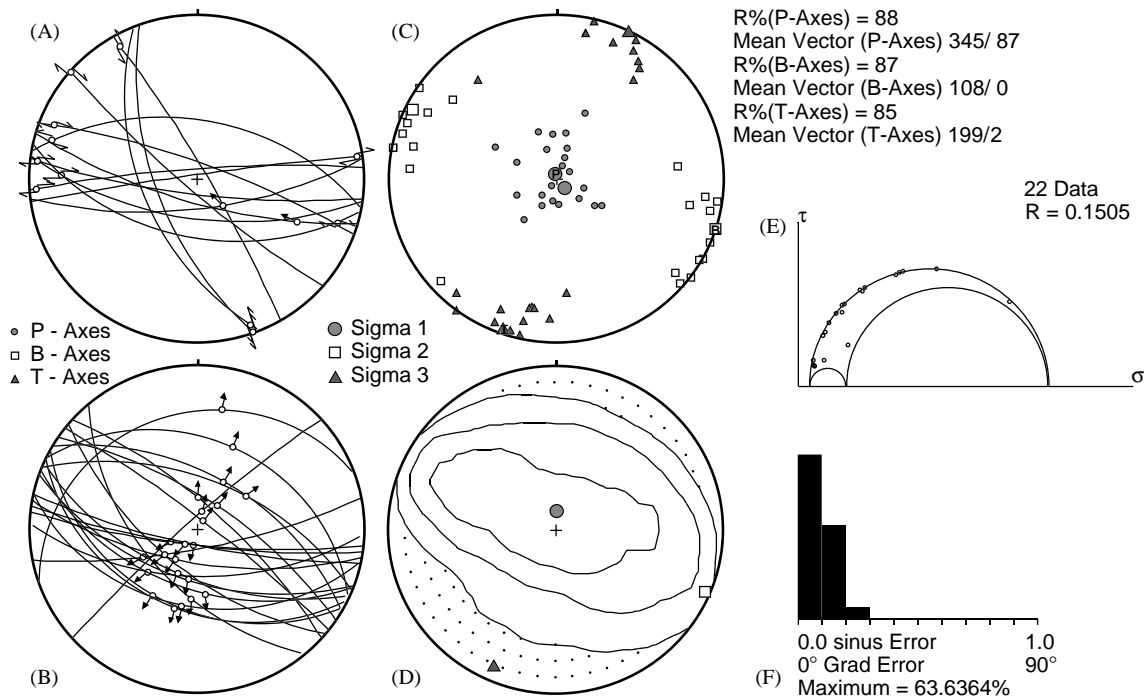 (A)
(C)
R%(P-Axes) = 88
Mean Vector (P-Axes) 345/ 87
R%(B-Axes) = 87
Mean Vector (B-Axes) 108/ 0
R%(T-Axes) = 85
Mean Vector (T-Axes) 199/2
P
B
T
22 Data
R = 0.1505
(E)
τ
σ
P - Axes
B - Axes
T - Axes
Sigma 1
Sigma 2
Sigma 3
(B)
(D)
0.0 sinus Error 1.0
0° Grad Error 90°
(F)
Maximum = 63.6364%